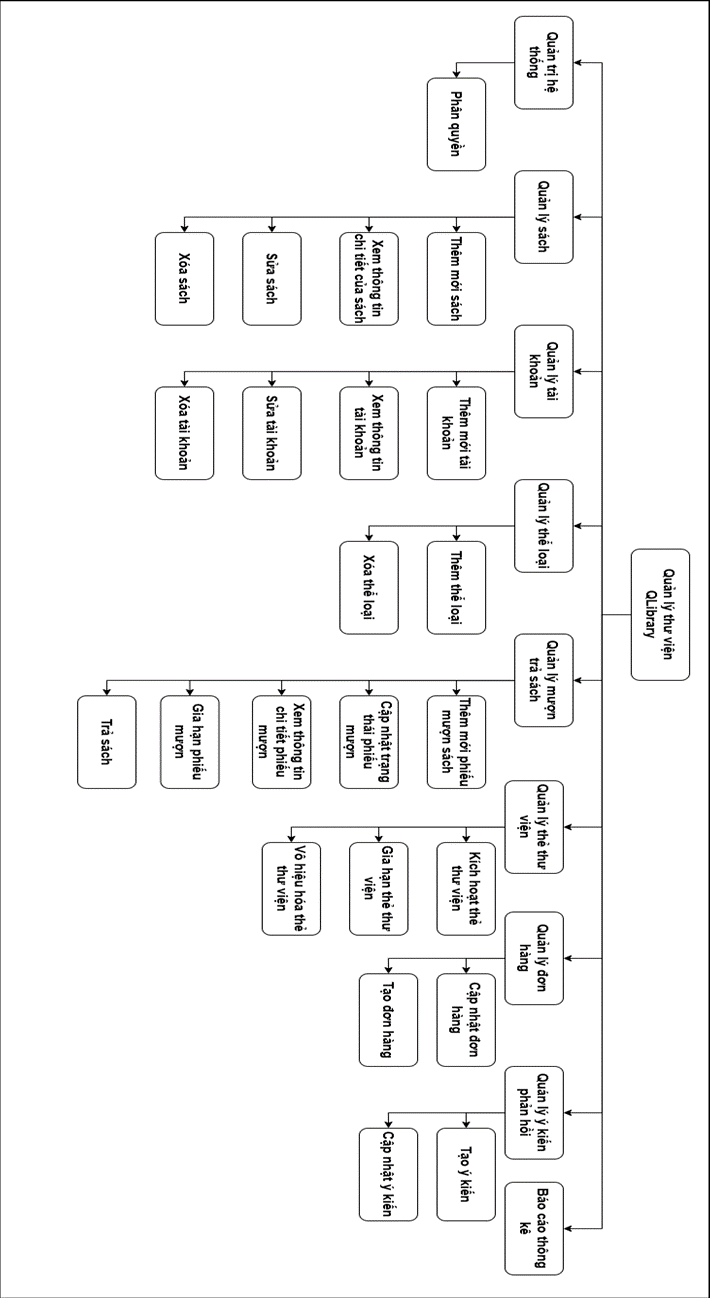 Quản lý thư viện
QLibrary
Quản trị hệ
thống
Phân quyền
Quản lý sách
Thêm mới sách
Xem thông tin
chi tiết của sách
Sửa sách
Xóa sách
Quản lý tài
khoản
Thêm mới tài
khoản
Xem thông tin
tài khoản
Sửa tài khoản
Xóa tài khoản
Quản lý thể loại
Thêm thể loại
Xóa thể loại
Quản lý mượn
trả sách
Thêm mới phiếu
mượn sách
Cập nhật trạng
thái phiếu
mượn
Xem thông tin
chi tiết phiếu
mượn
Gia hạn phiếu
mượn
Trả sách
Quản lý thẻ thư
viện
Kích hoạt thẻ
thư viện
Gia hạn thẻ thư
viện
Vô hiệu hóa thẻ
thư viện
Quản lý đơn
hàng
Cập nhật đơn
hàng
Tạo đơn hàng
Quản lý ý kiến
phản hồi
Tạo ý kiến
Cập nhật ý kiến
Báo cáo thống
kê